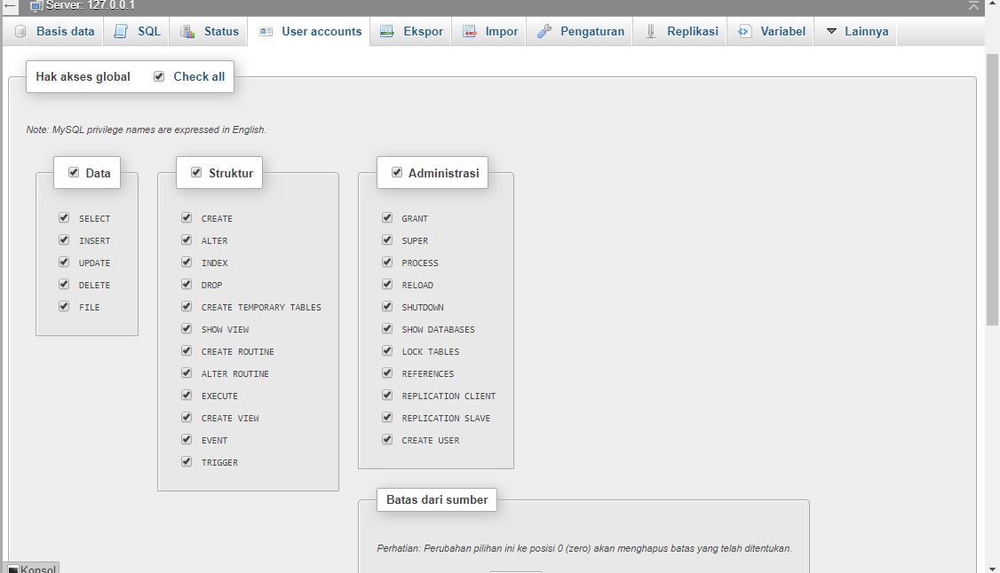 Server: 127.0.0.1
Basis data SQL Status User accounts Ekspor Impor Pengaturan Replikasi Variabel Lainnya
Hak akses global Check all
Note: MySQL privilege names are expressed in English.
Data
SELECT
INSERT
UPDATE
DELETE
FILE
Struktur
CREATE
ALTER
INDEX
DROP
CREATE TEMPORARY TABLES
SHOW VIEW
CREATE ROUTINE
ALTER ROUTINE
EXECUTE
CREATE VIEW
EVENT
TRIGGER
Administrasi
GRANT
SUPER
PROCESS
RELOAD
SHUTDOWN
SHOW DATABASES
LOCK TABLES
REFERENCES
REPLICATION CLIENT
REPLICATION SLAVE
CREATE USER
Batas dari sumber
Perhatian: Perubahan pilihan ini ke posisi 0 (zero) akan menghapus batas yang telah ditentukan.
Konsol